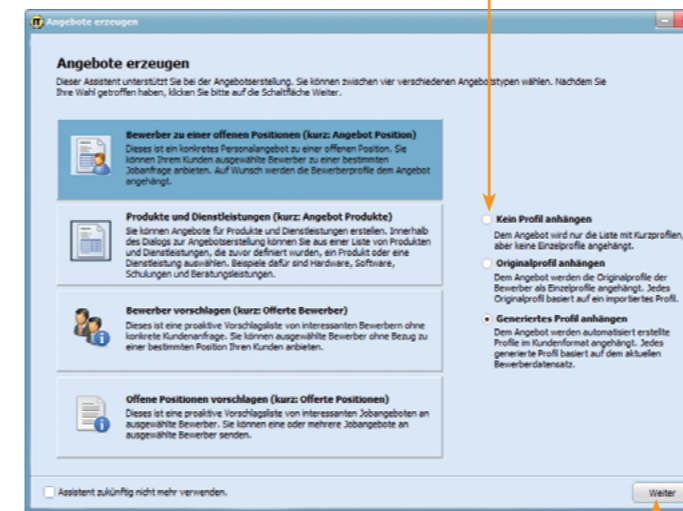 Angebote erzeugen
Angebote erzeugen
Dieser Assistent unterstützt Sie bei der Angebotserstellung. Sie können zwischen vier verschiedenen Angebotstypen wählen. Nachdem Sie
Ihre Wahl getroffen haben, klicken Sie bitte auf die Schaltfläche Weiter.
Bewerber zu einer offenen Positionen (kurz: Angebot Position)
Dieses ist ein konkretes Personalangebot zu einer offenen Position. Sie
können Ihrem Kunden ausgewählte Bewerber zu einer bestimmten
Jobanfrage anbieten. Auf Wunsch werden die Bewerberprofile dem Angebot
angehängt.
Produkte und Dienstleistungen (kurz: Angebot Produkte)
Sie können Angebote für Produkte und Dienstleistungen erstellen. Innerhalb
des Dialogs zur Angebotserstellung können Sie aus einer Liste von Produkten
und Dienstleistungen, die zuvor definiert wurden, ein Produkt oder eine
Dienstleistung auswählen. Beispiele dafür sind Hardware, Software,
Schulungen und Beratungsleistungen.
Bewerber vorschlagen (kurz: Offerte Bewerber)
Dieses ist eine proaktive Vorschlagsliste von interessanten Bewerbern ohne
konkrete Kundenanfrage. Sie können ausgewählte Bewerber ohne Bezug zu
einer bestimmten Position Ihren Kunden anbieten.
Offene Positionen vorschlagen (kurz: Offerte Positionen)
Dieses ist eine proaktive Vorschlagsliste von interessanten Jobangeboten an
ausgewählte Bewerber. Sie können eine oder mehrere Jobangebote an
ausgewählte Bewerber senden.
Kein Profil anhängen
Dem Angebot wird nur die Liste mit Kurzprofilen,
aber keine Einzelprofile angehängt.
Originalprofil anhängen
Dem Angebot werden die Originalprofile der
Bewerber als Einzelprofile angehängt. Jedes
Originalprofil basiert auf ein importiertes Profil.
Generiertes Profil anhängen
Dem Angebot werden automatisiert erstellte
Profile im Kundenformat angehängt. Jedes
generierte Profil basiert auf dem aktuellen
Bewerberdatensatz.
Assistent zukünftig nicht mehr verwenden.
Weiter